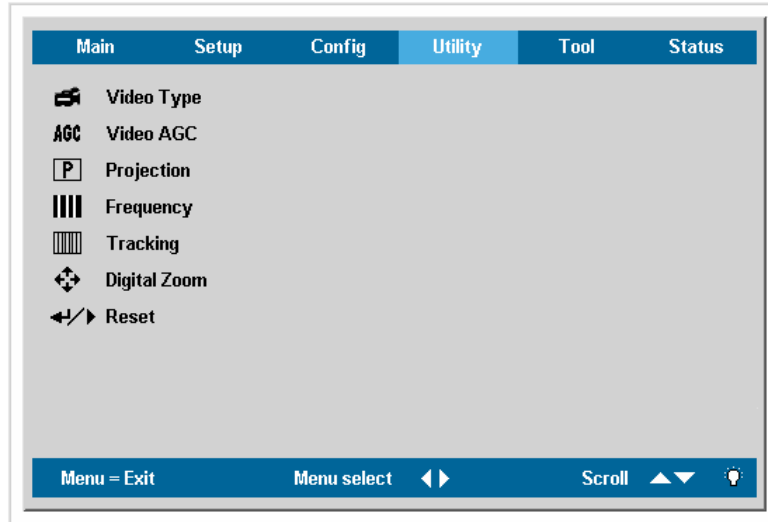 Main Setup Config Utility Tool Status
Video Type
AGC Video AGC
P Projection
Frequency
Tracking
Digital Zoom
Reset
Menu = Exit Menu select Scroll